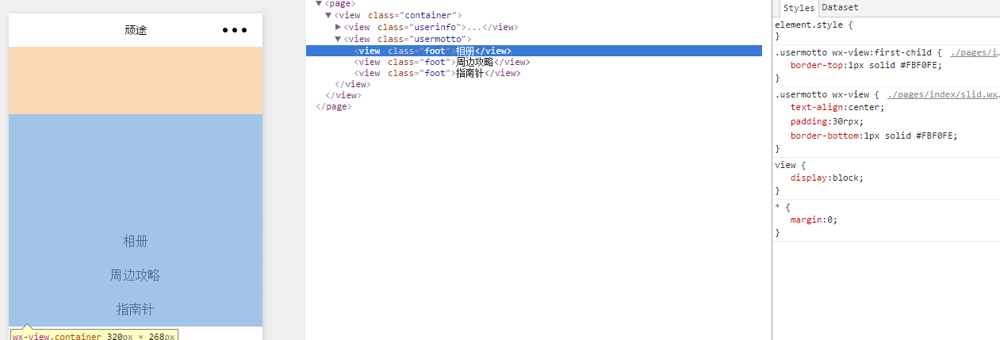 顽途
相册
周边攻略
指南针
wx-view.container 320px × 268px
<page>
<view class="container">
<view class="userinfo">...</view>
<view class="usermotto">
<view class="foot">相册</view>
<view class="foot">周边攻略</view>
<view class="foot">指南针</view>
</view>
</view>
</page>
Styles Dataset
element.style {
}
.usermotto wx-view:first-child { ./pages/i…
border-top:1px solid #FBF0FE;
}
.usermotto wx-view { ./pages/index/slid.wx…
text-align:center;
padding:30rpx;
border-bottom:1px solid #FBF0FE;
}
view {
display:block;
}
* {
margin:0;
}